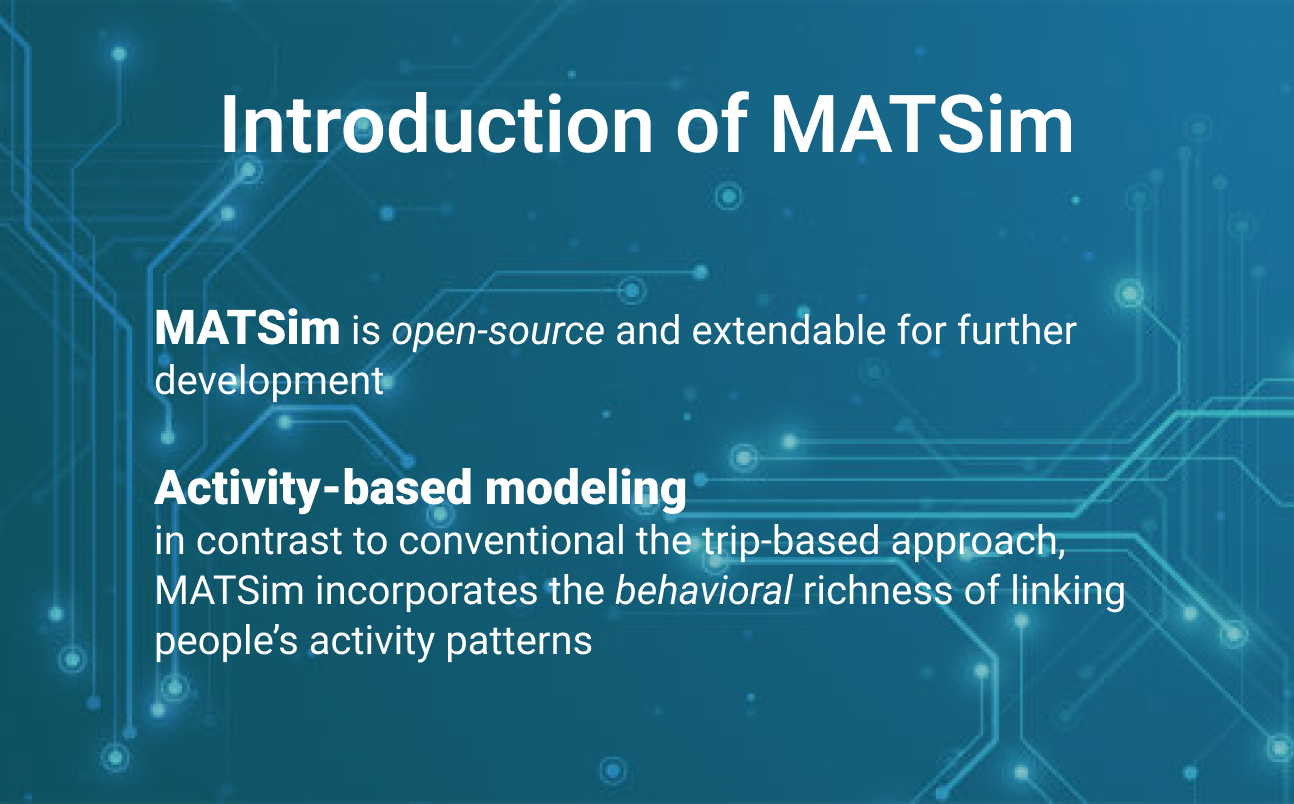 Introduction of MATSim
MATSim is open-source and extendable for further
development
Activity-based modeling
in contrast to conventional the trip-based approach,
MATSim incorporates the behavioral richness of linking
people’s activity patterns